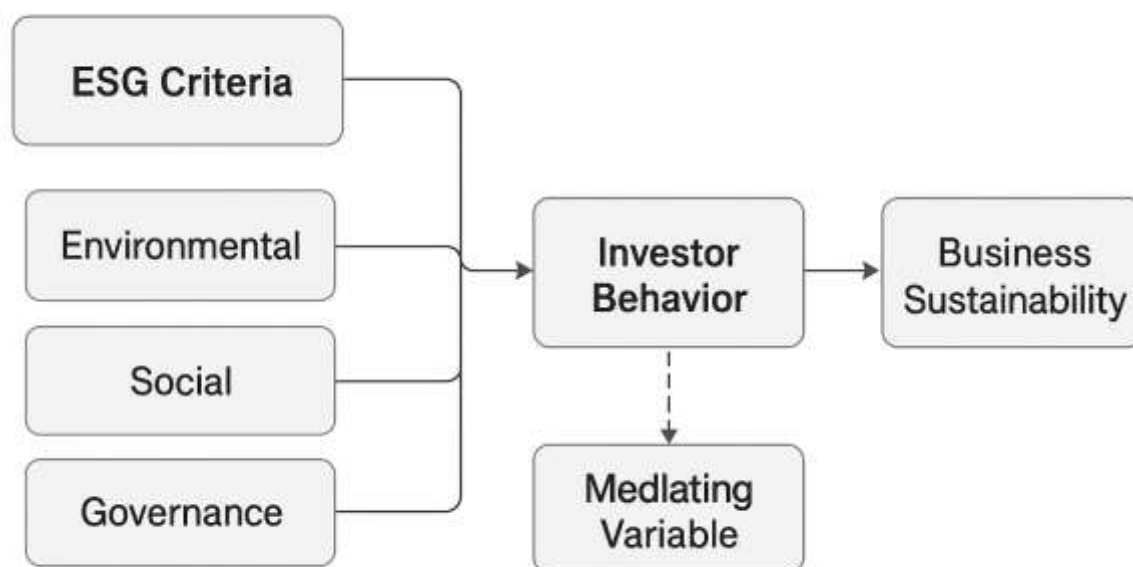 ESG Criteria
Environmental
Social
Governance
Investor
Behavior
Business
Sustainability
Medlating
Variable